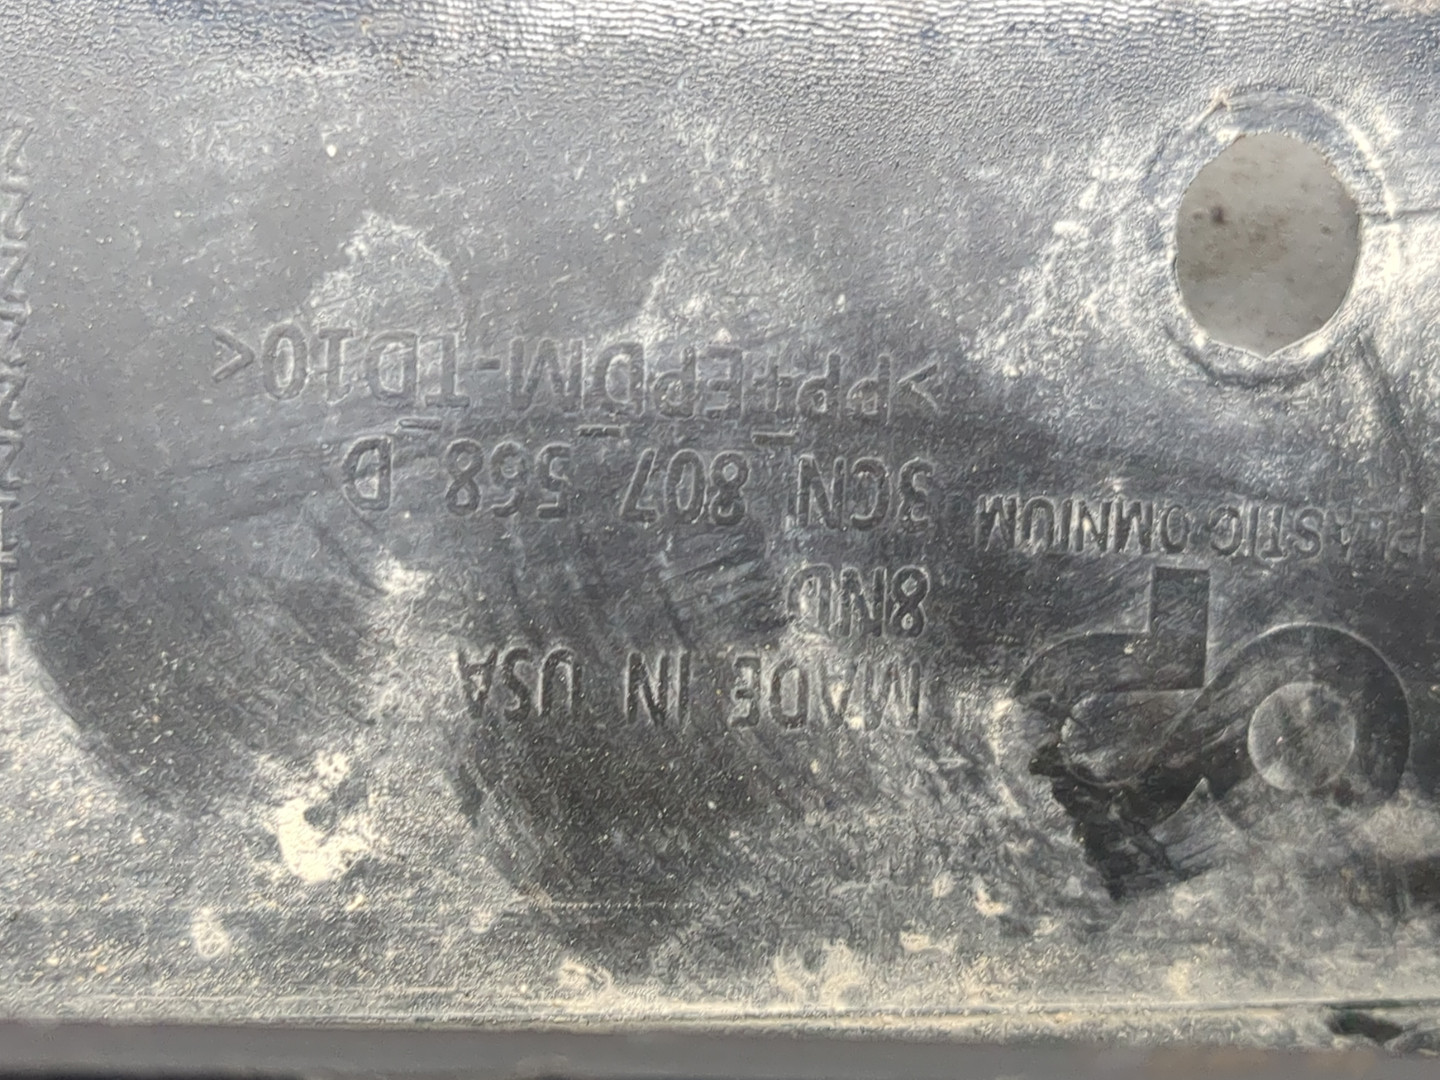 >PP+EPDM-TD10<
3CN 807 568 D
8ND
MADE IN USA
PLASTIC OMNIUM